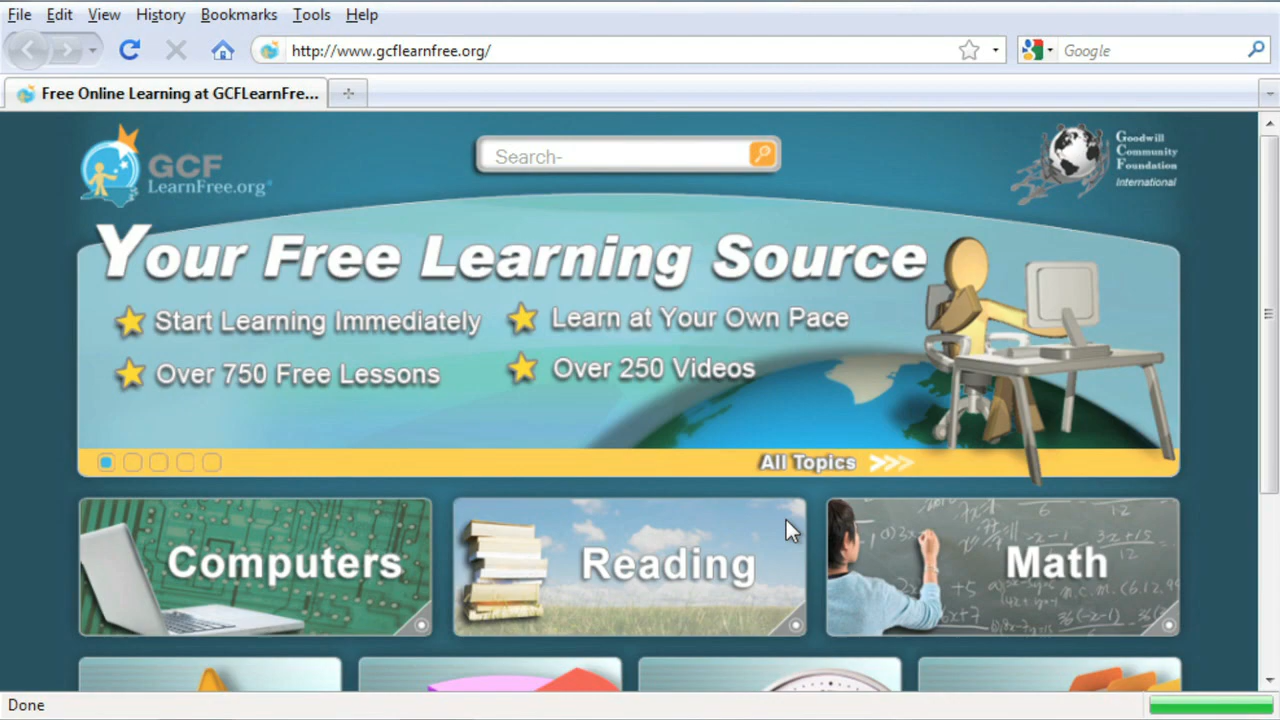 File Edit View History Bookmarks Tools Help
http://www.gcflearnfree.org/
Google
Free Online Learning at GCFLearnFre...
GCF
LearnFree.org®
Search-
Goodwill
Community
Foundation
International
Your Free Learning Source
Start Learning Immediately
Learn at Your Own Pace
Over 750 Free Lessons
Over 250 Videos
All Topics
Computers
Reading
Math
Done